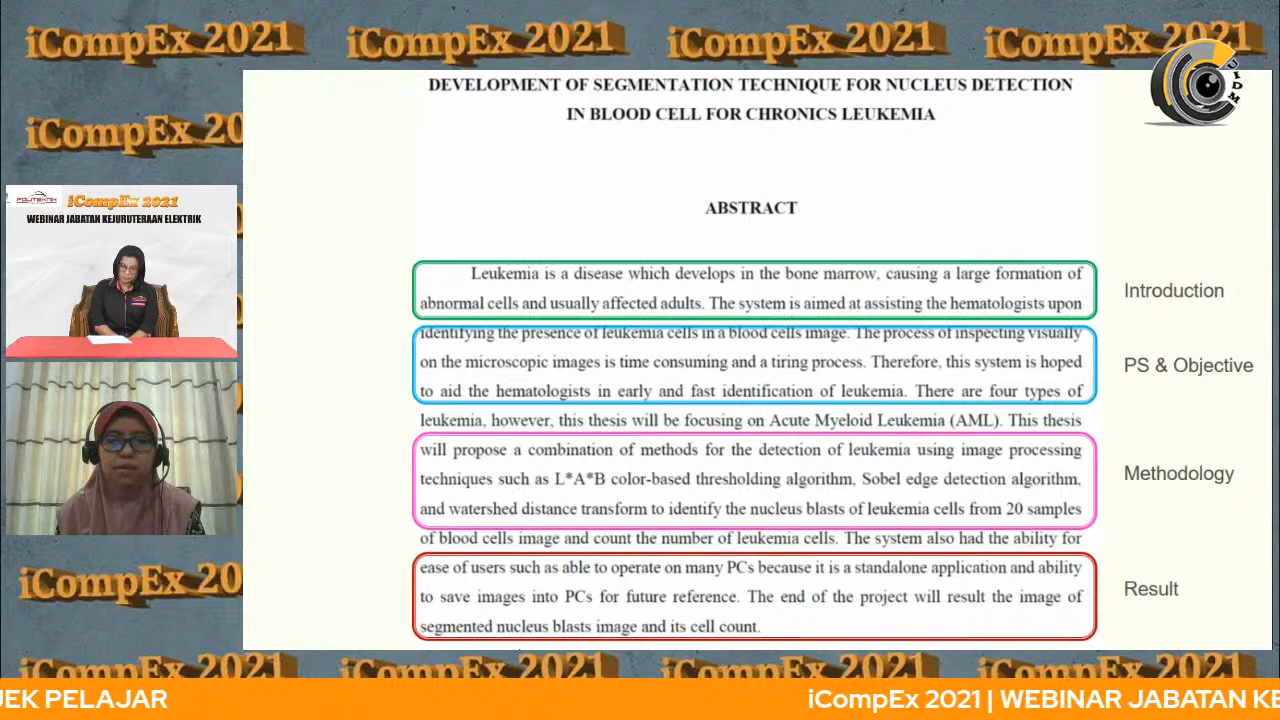 iCompEx 2021 iCompEx 2021 iCompEx 2021 iCompEx 2021
UIDM
DEVELOPMENT OF SEGMENTATION TECHNIQUE FOR NUCLEUS DETECTION
IN BLOOD CELL FOR CHRONICS LEUKEMIA
iCompEx 20
POLITEKNIK
iCompEx 2021
WEBINAR JABATAN KEJURUTERAAN ELEKTRIK
ABSTRACT
Leukemia is a disease which develops in the bone marrow, causing a large formation of
abnormal cells and usually affected adults. The system is aimed at assisting the hematologists upon
identifying the presence of leukemia cells in a blood cells image. The process of inspecting visually
on the microscopic images is time consuming and a tiring process. Therefore, this system is hoped
to aid the hematologists in early and fast identification of leukemia. There are four types of
leukemia, however, this thesis will be focusing on Acute Myeloid Leukemia (AML). This thesis
will propose a combination of methods for the detection of leukemia using image processing
techniques such as L*A*B color-based thresholding algorithm, Sobel edge detection algorithm,
and watershed distance transform to identify the nucleus blasts of leukemia cells from 20 samples
of blood cells image and count the number of leukemia cells. The system also had the ability for
ease of users such as able to operate on many PCs because it is a standalone application and ability
to save images into PCs for future reference. The end of the project will result the image of
segmented nucleus blasts image and its cell count.
Introduction
PS & Objective
Methodology
Result
iCompEx 20
iCompEx 2021 iCompEx 2021 iCompEx 2021 iCompEx 2021
JEK PELAJAR
iCompEx 2021 | WEBINAR JABATAN KE